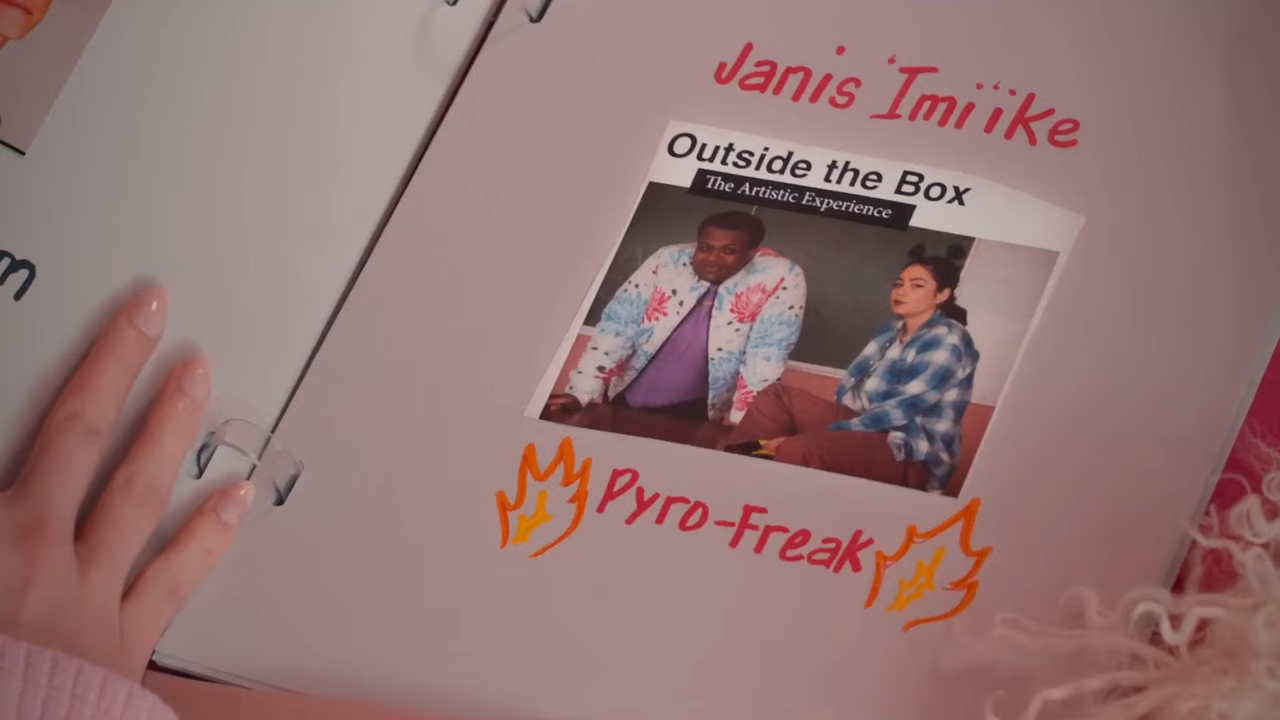 Janis 'Imi'ike
Outside the Box
The Artistic Experience
Pyro-Freak